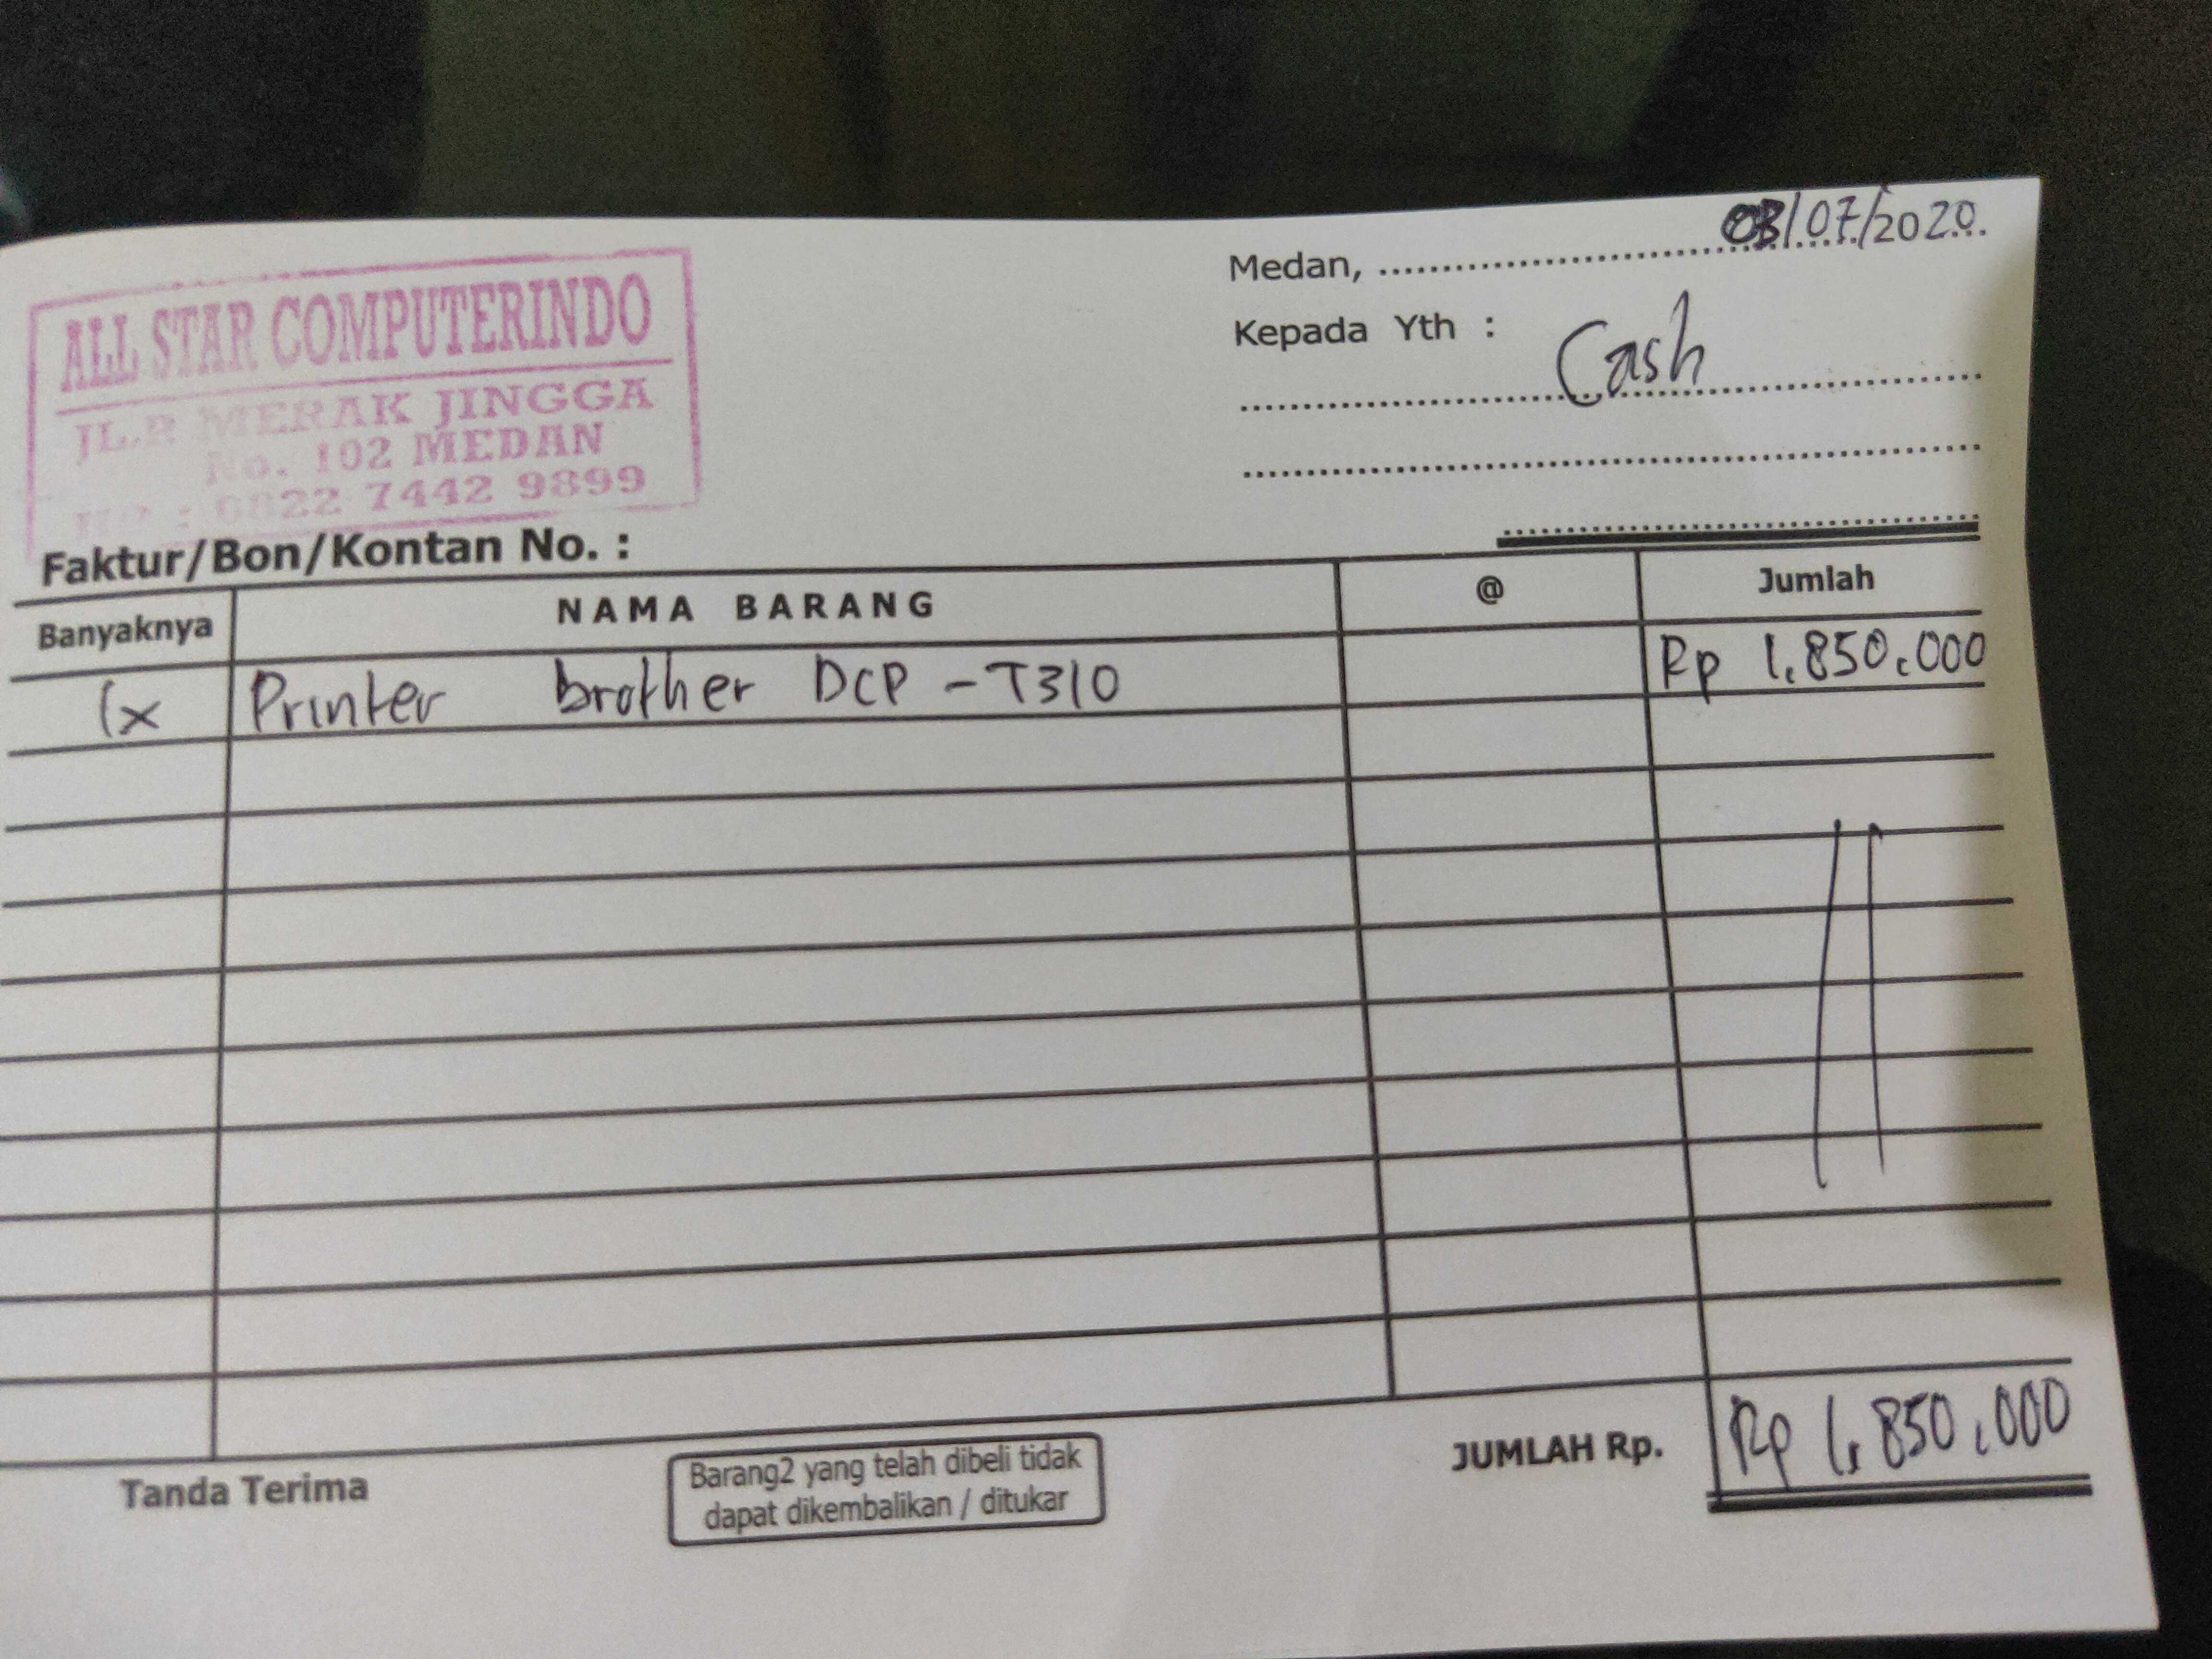 ALL STAR COMPUTERINDO
JL. MERAK JINGGA
No. 102 MEDAN
HP : 0822 7442 9899
Medan, /07/2020
Kepada Yth :
Cash
Faktur/Bon/Kontan No. :
Banyaknya NAMA BARANG @ Jumlah
1x Printer brother DCP - T310 Rp 1.850.000
Tanda Terima
Barang2 yang telah dibeli tidak
dapat dikembalikan / ditukar
JUMLAH Rp. Rp 1.850.000